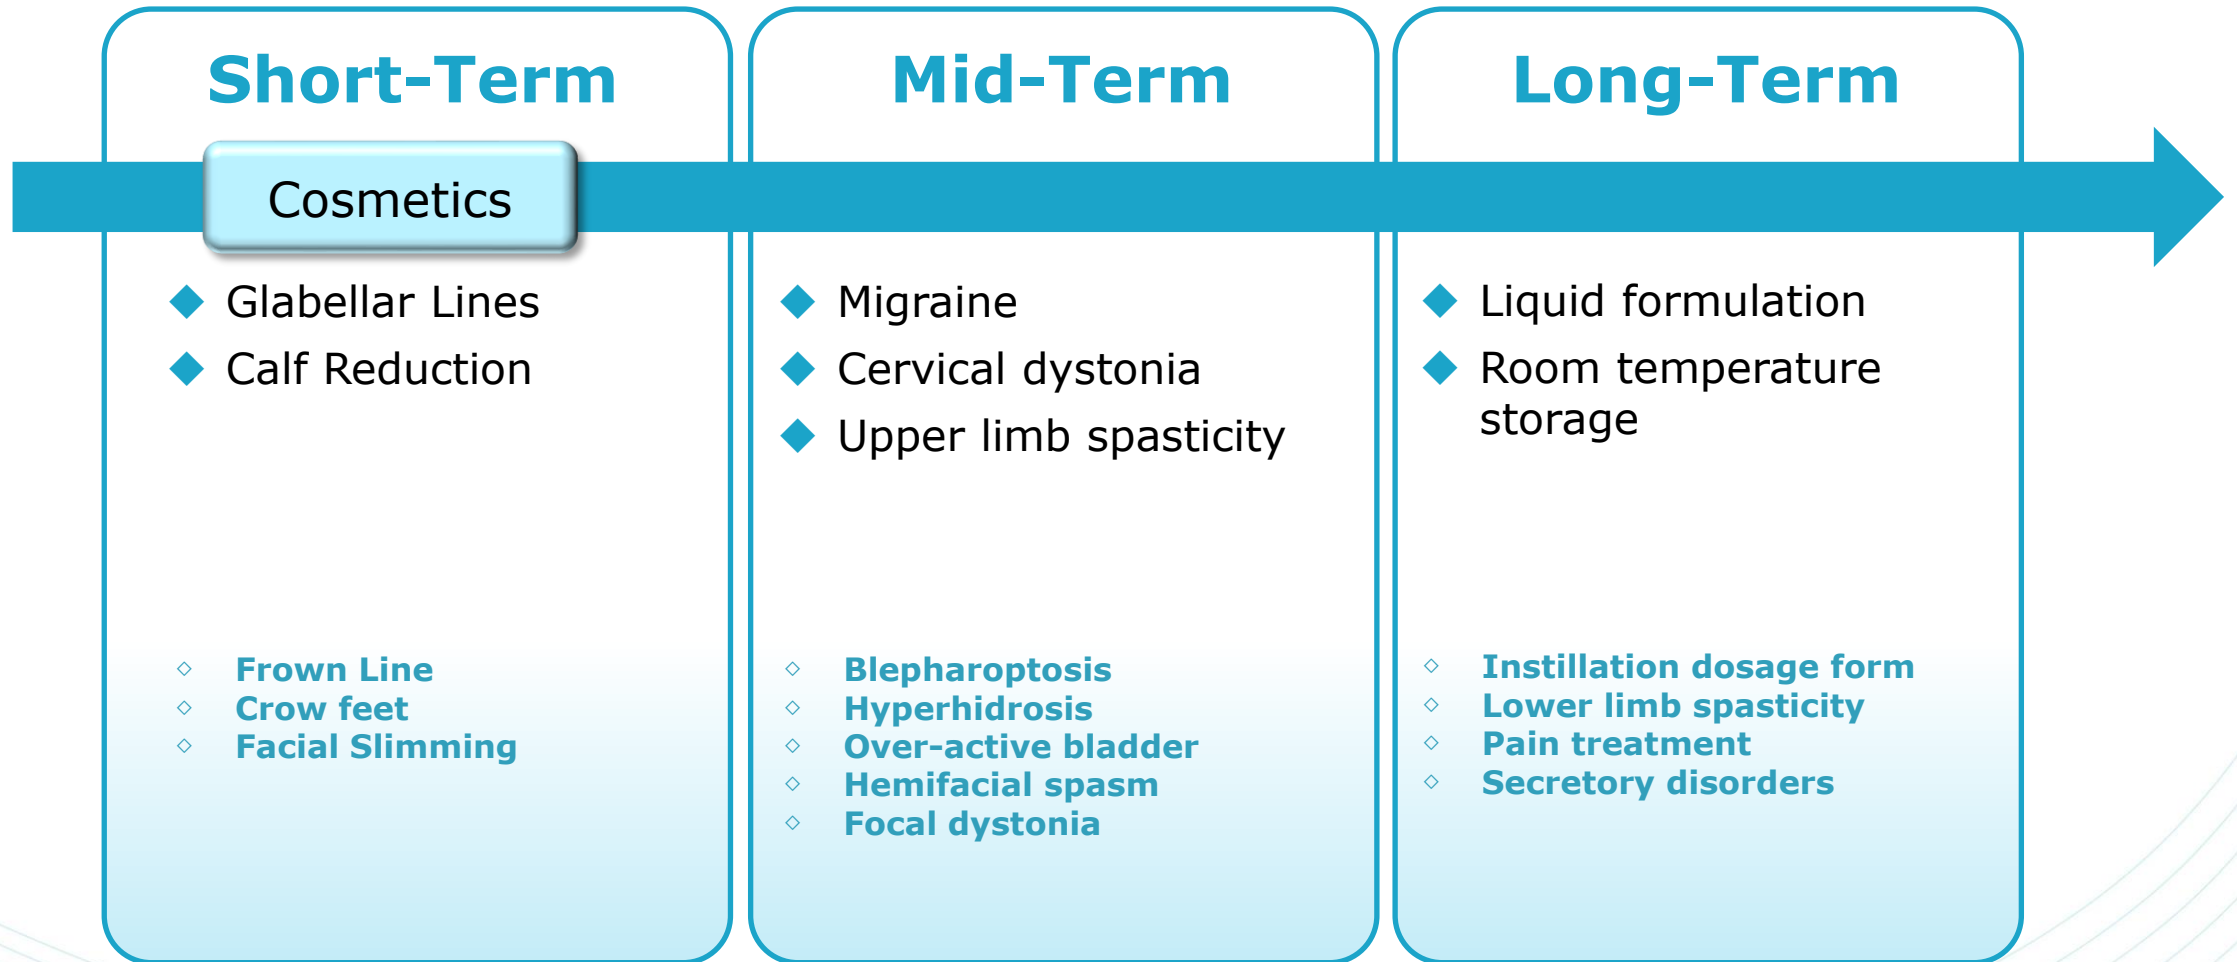 Short-Term
Cosmetics
Glabellar Lines
Calf Reduction
Frown Line
Crow feet
Facial Slimming
Mid-Term
Migraine
Cervical dystonia
Upper limb spasticity
Blepharoptosis
Hyperhidrosis
Over-active bladder
Hemifacial spasm
Focal dystonia
Long-Term
Liquid formulation
Room temperature
storage
Instillation dosage form
Lower limb spasticity
Pain treatment
Secretory disorders